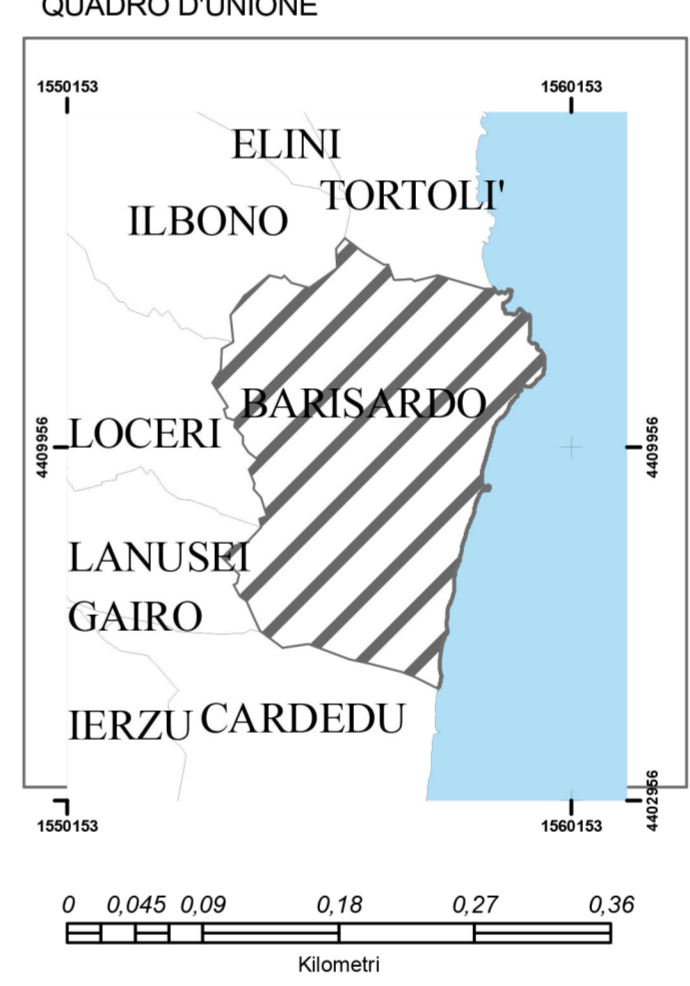 QUADRO D'UNIONE
1550153 1560153
ELINI
TORTOLI'
ILBONO
BARISARDO
LOCERI
4409956 4409956
LANUSEI
GAIRO
IERZU CARDEDU
4402956
1550153 1560153
0 0,045 0,09 0,18 0,27 0,36
Kilometri